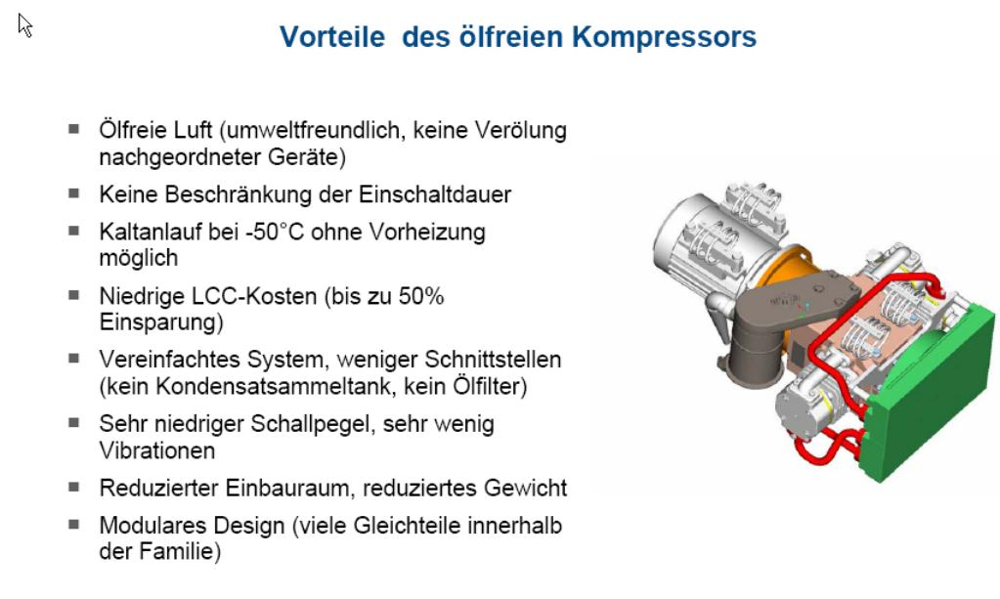 Vorteile des ölfreien Kompressors
Ölfreie Luft (umweltfreundlich, keine Verölung
nachgeordneter Geräte)
Keine Beschränkung der Einschaltdauer
Kaltanlauf bei -50°C ohne Vorheizung
möglich
Niedrige LCC-Kosten (bis zu 50%
Einsparung)
Vereinfachtes System, weniger Schnittstellen
(kein Kondensatsammeltank, kein Ölfilter)
Sehr niedriger Schallpegel, sehr wenig
Vibrationen
Reduzierter Einbauraum, reduziertes Gewicht
Modulares Design (viele Gleichteile innerhalb
der Familie)